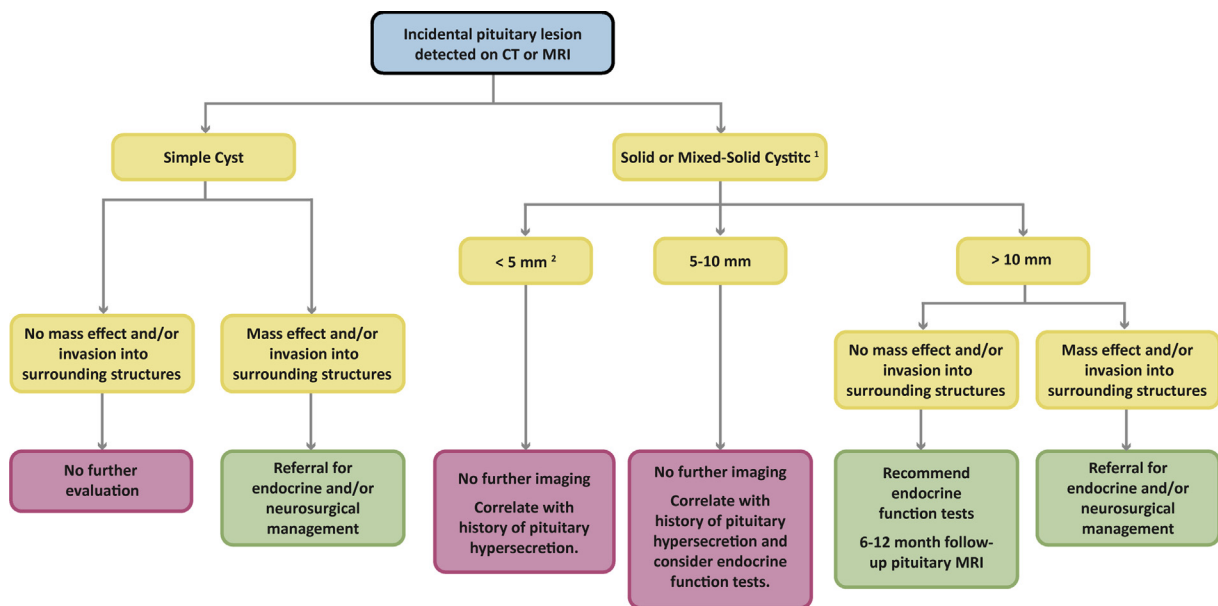 Incidental pituitary lesion
detected on CT or MRI
Simple Cyst
Solid or Mixed-Solid Cystitc 1
< 5 mm 2
5-10 mm
> 10 mm
No mass effect and/or
invasion into
surrounding structures
Mass effect and/or
invasion into
surrounding structures
No mass effect and/or
invasion into
surrounding structures
Mass effect and/or
invasion into
surrounding structures
No further
evaluation
Referral for
endocrine and/or
neurosurgical
management
No further imaging
Correlate with
history of pituitary
hypersecretion.
No further imaging
Correlate with
history of pituitary
hypersecretion and
consider endocrine
function tests.
Recommend
endocrine
function tests
6-12 month follow-
up pituitary MRI
Referral for
endocrine and/or
neurosurgical
management